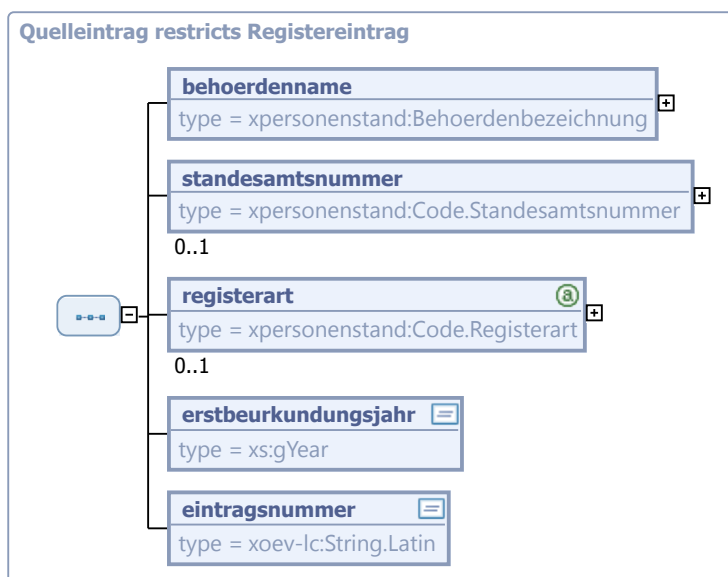 Quelleintrag restricts Registereintrag
behoerdenname
type = xpersonenstand:Behoerdenbezeichnung
standesamtsnummer
type = xpersonenstand:Code.Standesamtsnummer
0..1
registerart
type = xpersonenstand:Code.Registerart
0..1
erstbeurkundungsjahr
type = xs:gYear
eintragsnummer
type = xoev-lc:String.Latin